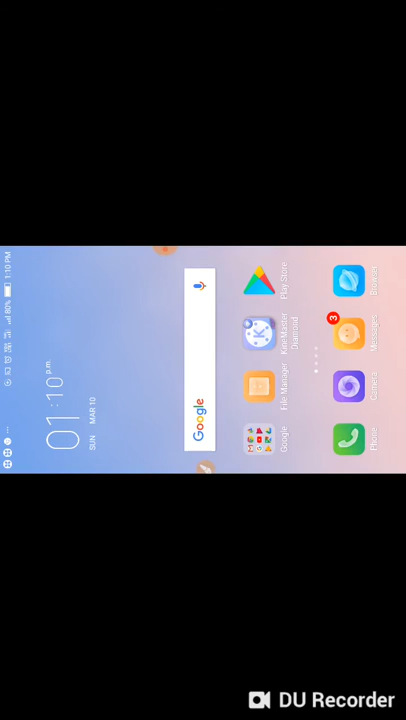 80% 1:10 PM
01:10 p.m.
SUN MAR 10
Google
Google
File Manager
KineMaster
Diamond
Play Store
3
Phone
Camera
Messages
Browser
DU Recorder